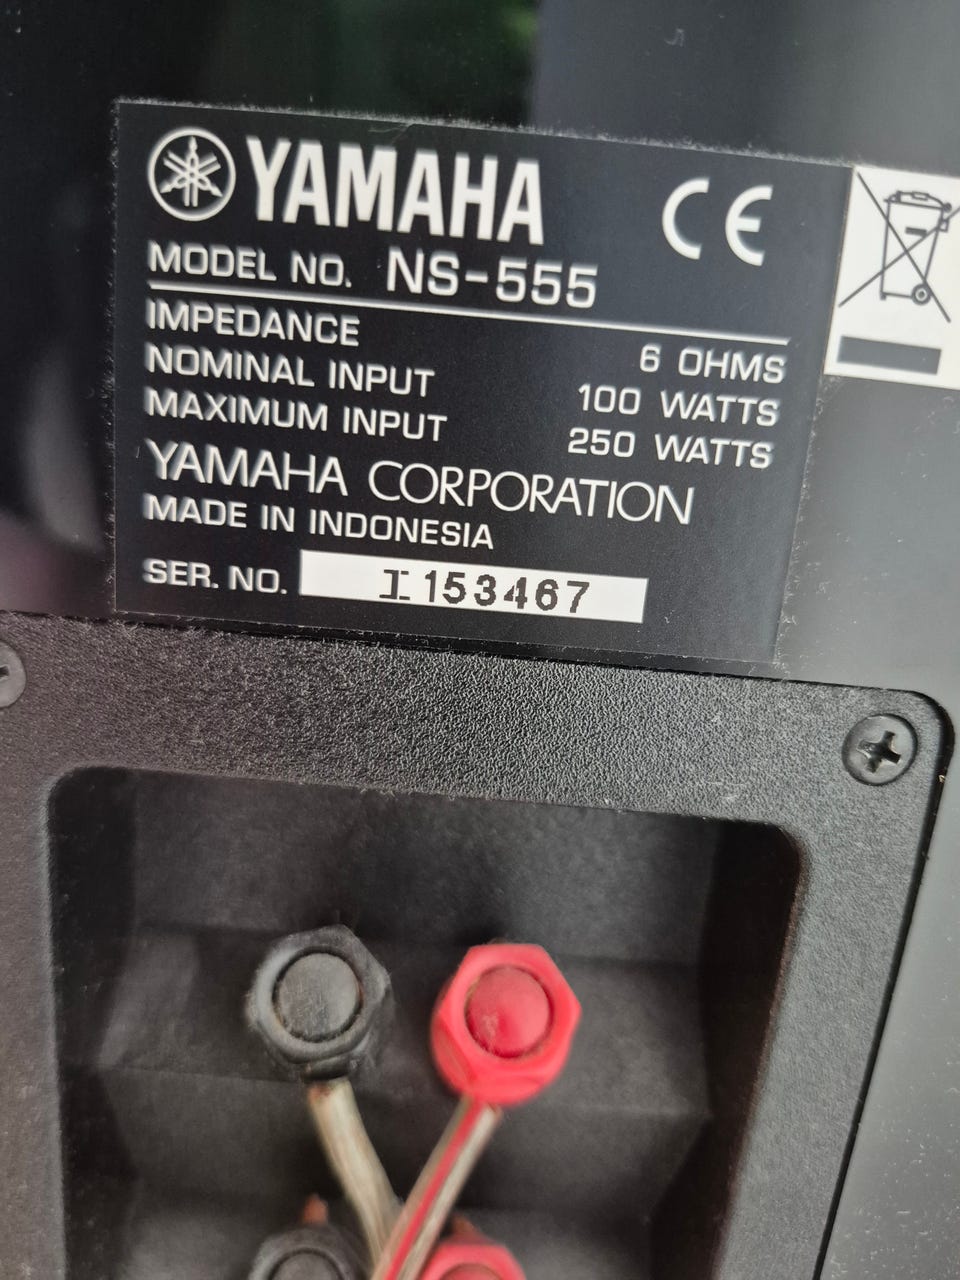 YAMAHA CE
MODEL NO. NS-555
IMPEDANCE 6 OHMS
NOMINAL INPUT 100 WATTS
MAXIMUM INPUT 250 WATTS
YAMAHA CORPORATION
MADE IN INDONESIA
SER. NO. I153467